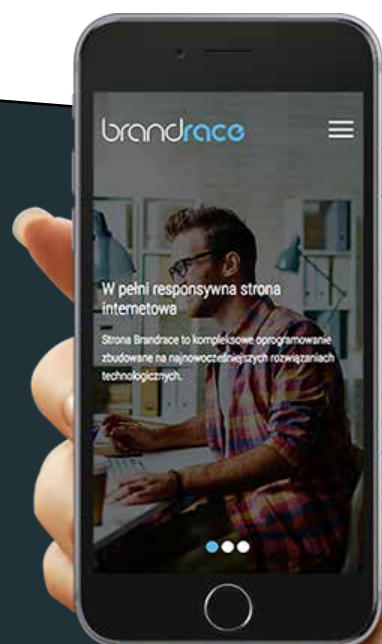 brandrace
W pełni responsywna strona
internetowa
Strona Brandrace to kompleksowe oprogramowanie
zbudowane na najnowocześniejszych rozwiązaniach
technologicznych.